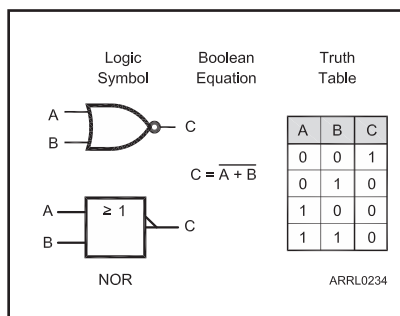 Logic Symbol
Boolean Equation
Truth Table
A
B
C
C = \overline{A + B}
A
B
≥ 1
C
NOR
A B C
0 0 1
0 1 0
1 0 0
1 1 0
ARRL0234